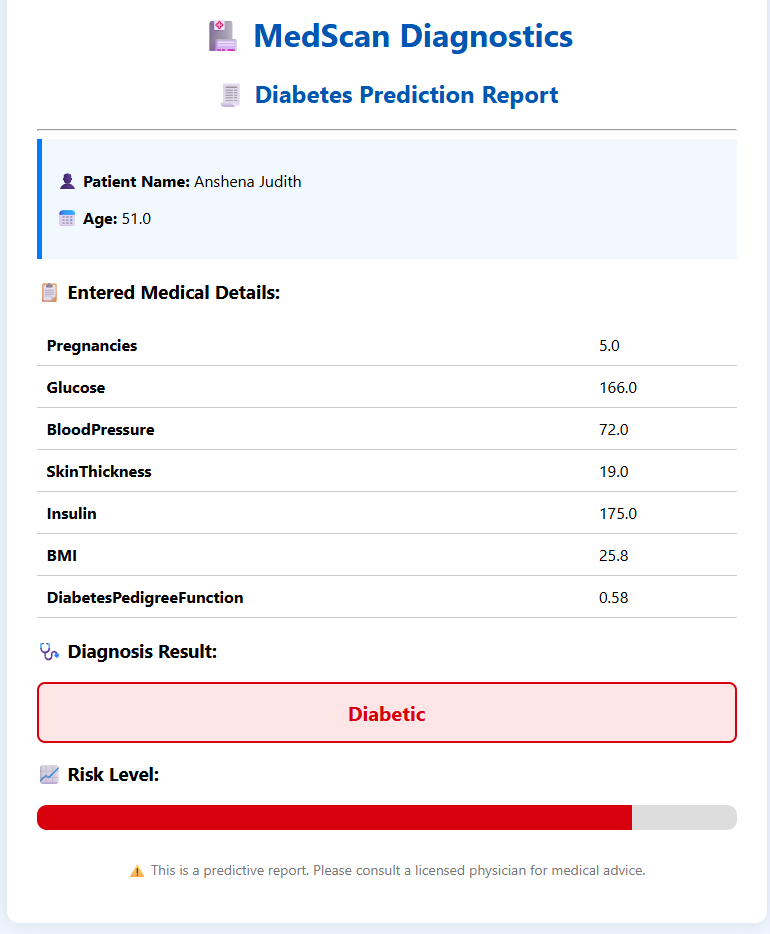 MedScan Diagnostics
Diabetes Prediction Report
Patient Name: Anshena Judith
Age: 51.0
Entered Medical Details:
Pregnancies 5.0
Glucose 166.0
BloodPressure 72.0
SkinThickness 19.0
Insulin 175.0
BMI 25.8
DiabetesPedigreeFunction 0.58
Diagnosis Result:
Diabetic
Risk Level:
This is a predictive report. Please consult a licensed physician for medical advice.